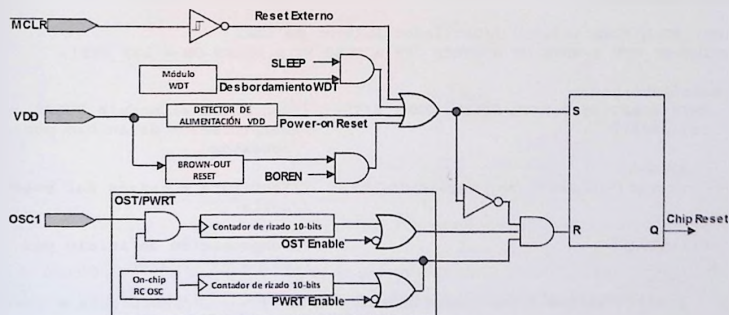 MCLR
Reset Externo
SLEEP
Módulo
WDT
Desbordamiento WDT
VDD
DETECTOR DE
ALIMENTACIÓN VDD
Power-on Reset
BROWN-OUT
RESET
BOREN
S
R
Q
Chip Reset
OST/PWRT
OSC1
Contador de rizado 10-bits
OST Enable
On-chip
RC OSC
Contador de rizado 10-bits
PWRT Enable